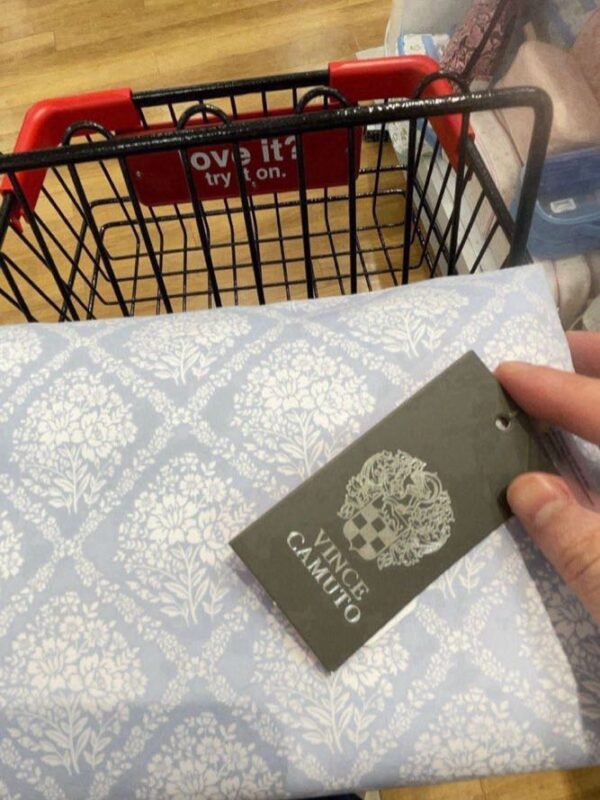 ove it?
try it on.
VINCE
CAMUTO